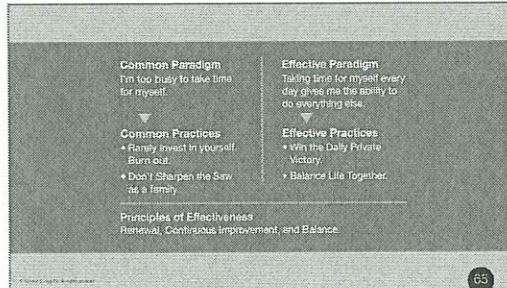 Common Paradigm
I'm too busy to take time
for myself.
Common Practices
• Rarely Invest in Yourself.
Burn out.
• Don't Sharpen the Saw
as a family.
Effective Paradigm
Taking time for myself every
day gives me the ability to
do everything else.
Effective Practices
• Win the Daily Private
Victory.
• Balance Life Together.
Principles of Effectiveness
Renewal, Continuous Improvement, and Balance.
65